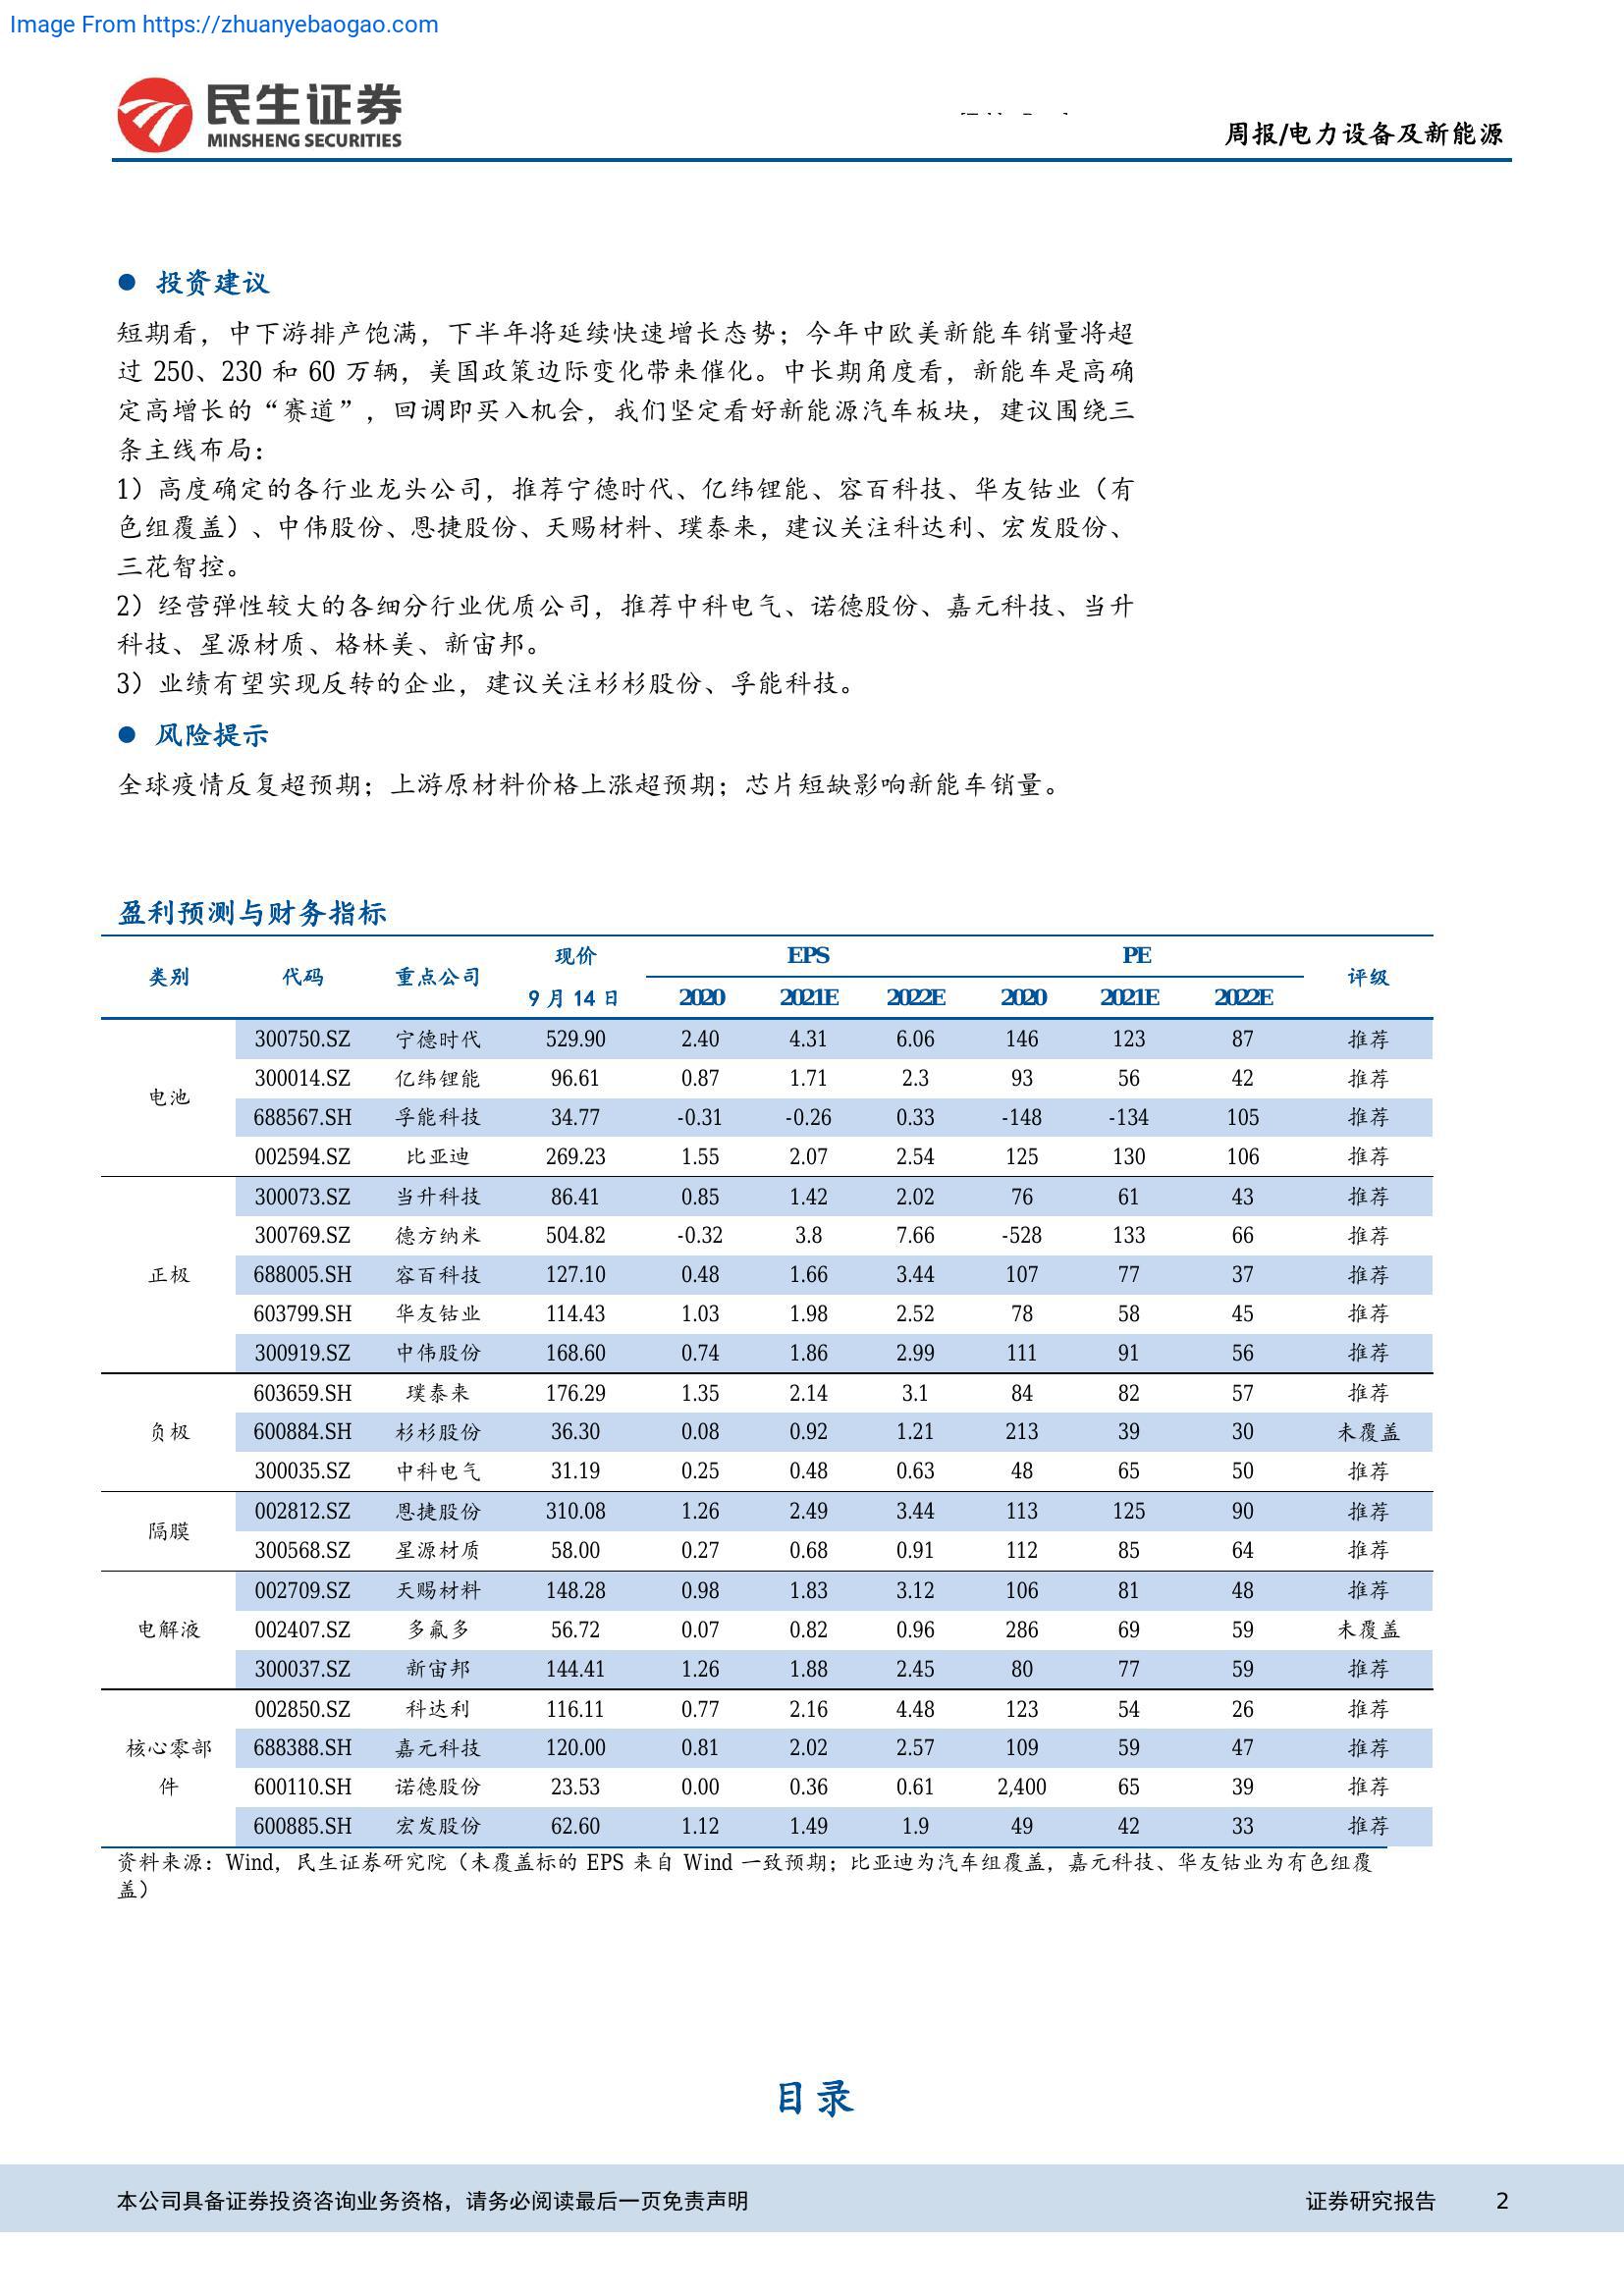 Image From https://zhuanyebaogao.com
民生证券
MINSHENG SECURITIES
周报/电力设备及新能源
● 投资建议
短期看，中下游排产饱满，下半年将延续快速增长态势；今年中欧美新能车销量将超
过 250、230 和 60 万辆，美国政策边际变化带来催化。中长期角度看，新能车是高确
定高增长的“赛道”，回调即买入机会，我们坚定看好新能源汽车板块，建议围绕三
条主线布局：
1）高度确定的各行业龙头公司，推荐宁德时代、亿纬锂能、容百科技、华友钴业（有
色组覆盖）、中伟股份、恩捷股份、天赐材料、璞泰来，建议关注科达利、宏发股份、
三花智控。
2）经营弹性较大的各细分行业优质公司，推荐中科电气、诺德股份、嘉元科技、当升
科技、星源材质、格林美、新宙邦。
3）业绩有望实现反转的企业，建议关注杉杉股份、孚能科技。
● 风险提示
全球疫情反复超预期；上游原材料价格上涨超预期；芯片短缺影响新能车销量。
盈利预测与财务指标
类别 代码 重点公司 现价 EPS PE 评级
9 月 14 日 2020 2021E 2022E 2020 2021E 2022E
电池
300750.SZ 宁德时代 529.90 2.40 4.31 6.06 146 123 87 推荐
300014.SZ 亿纬锂能 96.61 0.87 1.71 2.3 93 56 42 推荐
688567.SH 孚能科技 34.77 -0.31 -0.26 0.33 -148 -134 105 推荐
002594.SZ 比亚迪 269.23 1.55 2.07 2.54 125 130 106 推荐
正极
300073.SZ 当升科技 86.41 0.85 1.42 2.02 76 61 43 推荐
300769.SZ 德方纳米 504.82 -0.32 3.8 7.66 -528 133 66 推荐
688005.SH 容百科技 127.10 0.48 1.66 3.44 107 77 37 推荐
603799.SH 华友钴业 114.43 1.03 1.98 2.52 78 58 45 推荐
300919.SZ 中伟股份 168.60 0.74 1.86 2.99 111 91 56 推荐
负极
603659.SH 璞泰来 176.29 1.35 2.14 3.1 84 82 57 推荐
600884.SH 杉杉股份 36.30 0.08 0.92 1.21 213 39 30 未覆盖
300035.SZ 中科电气 31.19 0.25 0.48 0.63 48 65 50 推荐
隔膜
002812.SZ 恩捷股份 310.08 1.26 2.49 3.44 113 125 90 推荐
300568.SZ 星源材质 58.00 0.27 0.68 0.91 112 85 64 推荐
电解液
002709.SZ 天赐材料 148.28 0.98 1.83 3.12 106 81 48 推荐
002407.SZ 多氟多 56.72 0.07 0.82 0.96 286 69 59 未覆盖
300037.SZ 新宙邦 144.41 1.26 1.88 2.45 80 77 59 推荐
核心零部
件
002850.SZ 科达利 116.11 0.77 2.16 4.48 123 54 26 推荐
688388.SH 嘉元科技 120.00 0.81 2.02 2.57 109 59 47 推荐
600110.SH 诺德股份 23.53 0.00 0.36 0.61 2,400 65 39 推荐
600885.SH 宏发股份 62.60 1.12 1.49 1.9 49 42 33 推荐
资料来源：Wind，民生证券研究院（未覆盖标的 EPS 来自 Wind 一致预期；比亚迪为汽车组覆盖，嘉元科技、华友钴业为有色组覆
盖）
目录
本公司具备证券投资咨询业务资格，请务必阅读最后一页免责声明 证券研究报告 2